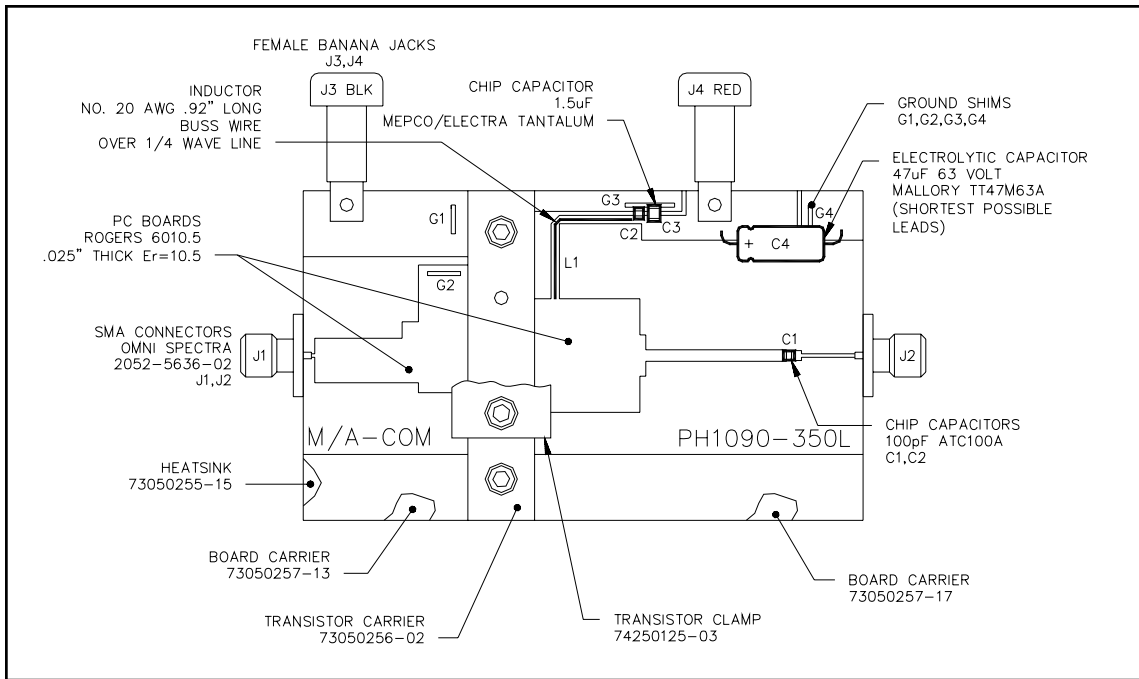 FEMALE BANANA JACKS
J3,J4
J3 BLK
INDUCTOR
NO. 20 AWG .92" LONG
BUSS WIRE
OVER 1/4 WAVE LINE
CHIP CAPACITOR
1.5uF
MEPCO/ELECTRA TANTALUM
J4 RED
GROUND SHIMS
G1,G2,G3,G4
ELECTROLYTIC CAPACITOR
47uF 63 VOLT
MALLORY TT47M63A
(SHORTEST POSSIBLE
LEADS)
PC BOARDS
ROGERS 6010.5
.025" THICK Er=10.5
G1
G2
G3
C2
C3
G4
+ C4
L1
SMA CONNECTORS
OMNI SPECTRA
2052-5636-02
J1,J2
J1
C1
J2
M/A-COM
PH1090-350L
CHIP CAPACITORS
100pF ATC100A
C1,C2
HEATSINK
73050255-15
BOARD CARRIER
73050257-13
TRANSISTOR CARRIER
73050256-02
TRANSISTOR CLAMP
74250125-03
BOARD CARRIER
73050257-17